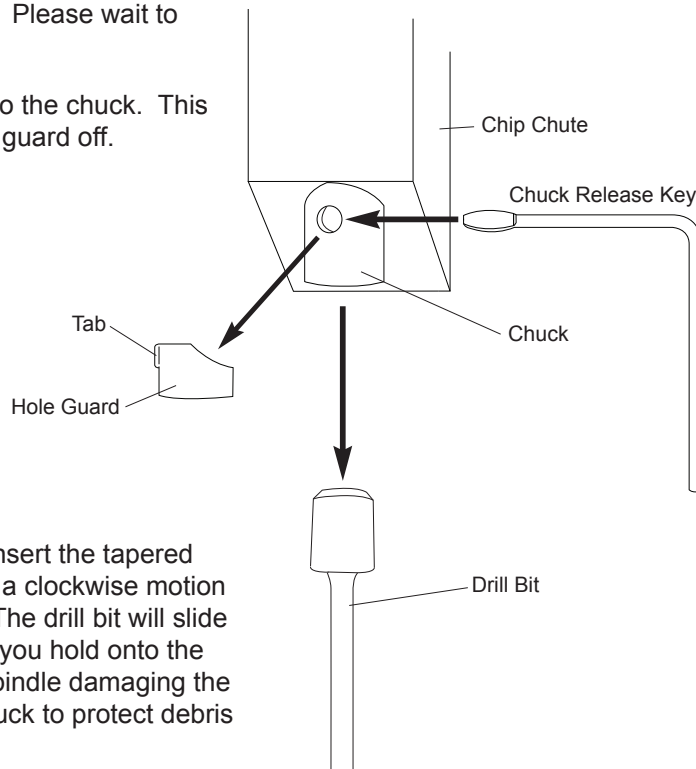 Please wait to
o the chuck. This
guard off.
Chip Chute
Chuck Release Key
Chuck
Tab
Hole Guard
nsert the tapered
a clockwise motion
The drill bit will slide
you hold onto the
pindle damaging the
uck to protect debris
Drill Bit